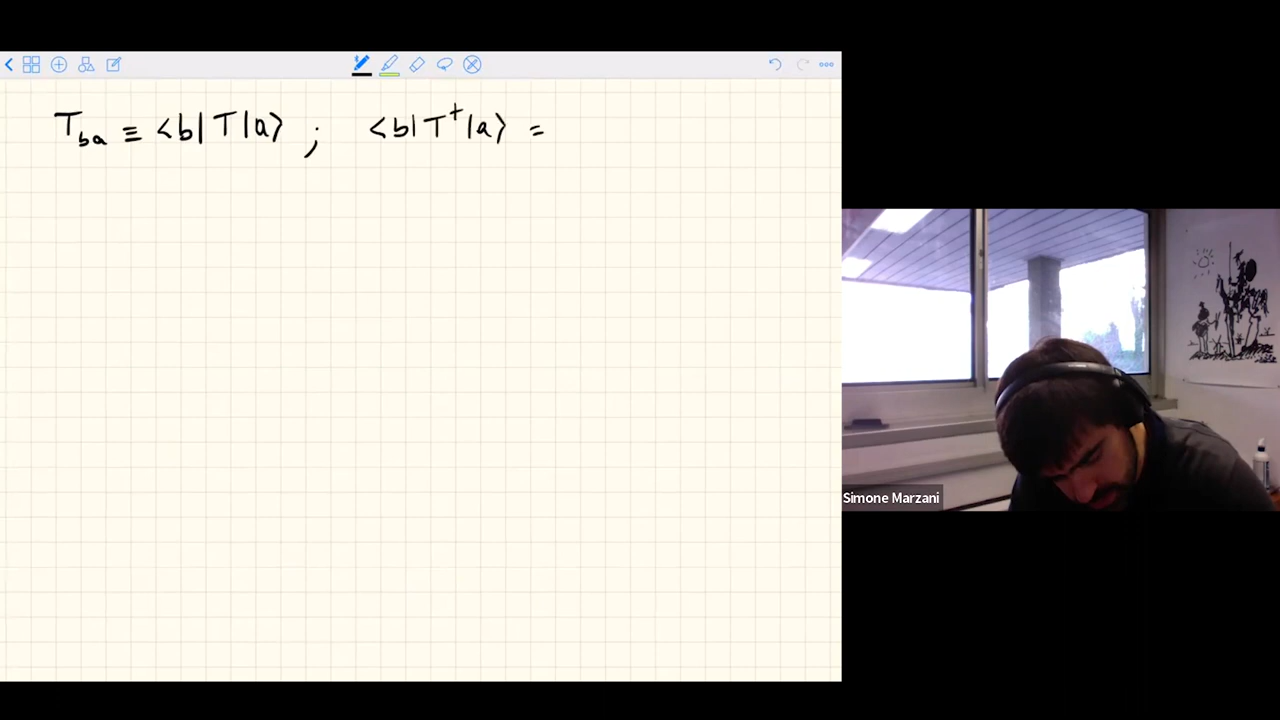 T_ba ≡ <b|T|a> ; <b|T†|a> =
Simone Marzani